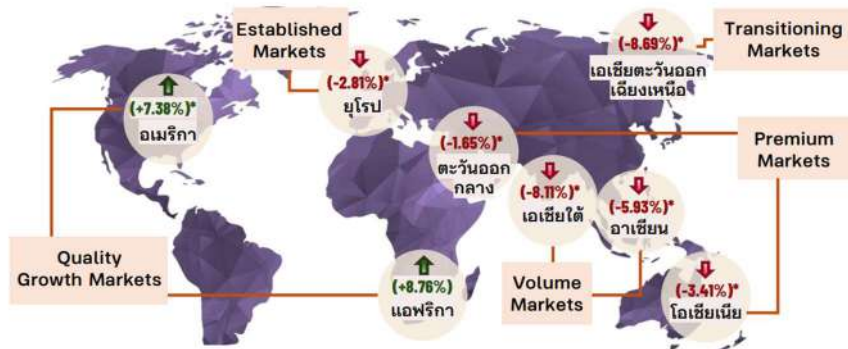 Established
Markets
(-2.81%)*
ยุโรป
(-8.69%)*
เอเชียตะวันออก
เฉียงเหนือ
Transitioning
Markets
(+7.38%)*
อเมริกา
(-1.65%)*
ตะวันออก
กลาง
Premium
Markets
(-8.11%)*
เอเชียใต้
(-5.93%)*
อาเซียน
Quality
Growth Markets
(+8.76%)
แอฟริกา
Volume
Markets
(-3.41%)*
โอเชียเนีย